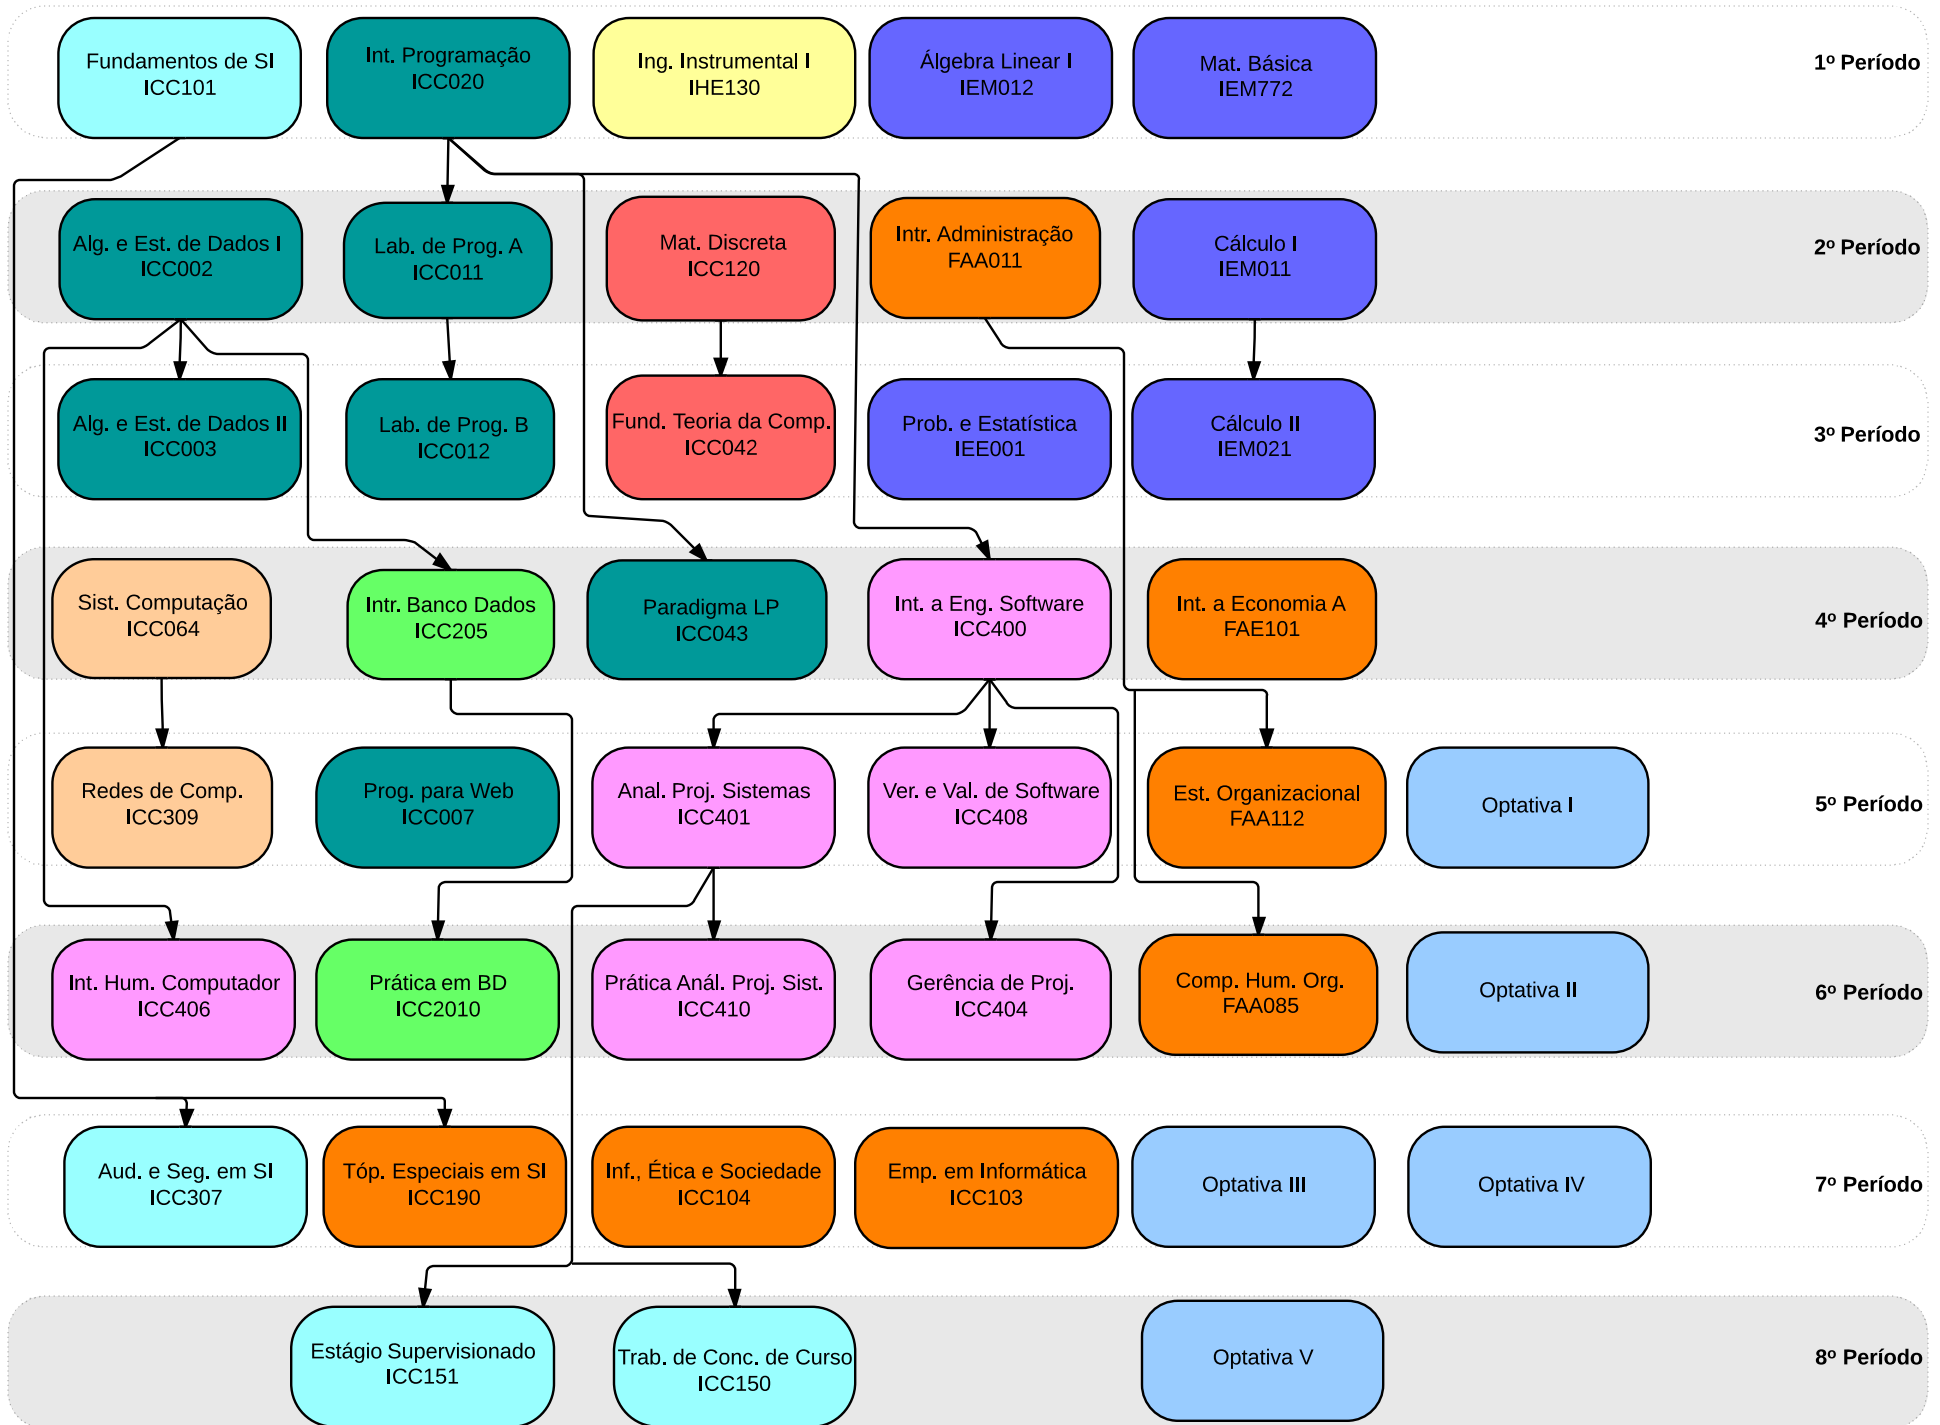 Fundamentos de SI
ICC101
Int. Programação
ICC020
Ing. Instrumental I
IHE130
Álgebra Linear I
IEM012
Mat. Básica
IEM772
1º Período
Alg. e Est. de Dados I
ICC002
Lab. de Prog. A
ICC011
Mat. Discreta
ICC120
Intr. Administração
FAA011
Cálculo I
IEM011
2º Período
Alg. e Est. de Dados II
ICC003
Lab. de Prog. B
ICC012
Fund. Teoria da Comp.
ICC042
Prob. e Estatística
IEE001
Cálculo II
IEM021
3º Período
Sist. Computação
ICC064
Intr. Banco Dados
ICC205
Paradigma LP
ICC043
Int. a Eng. Software
ICC400
Int. a Economia A
FAE101
4º Período
Redes de Comp.
ICC309
Prog. para Web
ICC007
Anal. Proj. Sistemas
ICC401
Ver. e Val. de Software
ICC408
Est. Organizacional
FAA112
Optativa I
5º Período
Int. Hum. Computador
ICC406
Prática em BD
ICC2010
Prática Anál. Proj. Sist.
ICC410
Gerência de Proj.
ICC404
Comp. Hum. Org.
FAA085
Optativa II
6º Período
Aud. e Seg. em SI
ICC307
Tóp. Especiais em SI
ICC190
Inf., Ética e Sociedade
ICC104
Emp. em Informática
ICC103
Optativa III
Optativa IV
7º Período
Estágio Supervisionado
ICC151
Trab. de Conc. de Curso
ICC150
Optativa V
8º Período